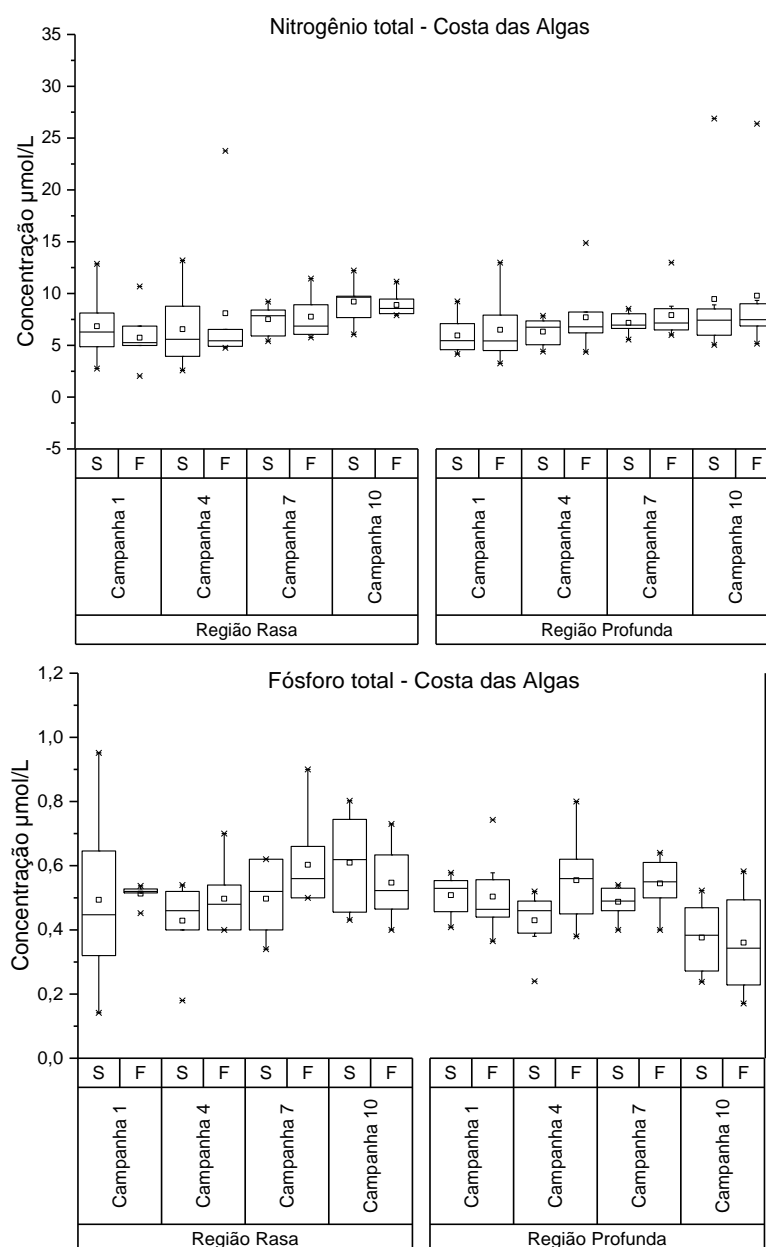 Nitrogênio total - Costa das Algas
Concentração µmol/L
35
30
25
20
15
10
5
0
-5
S F S F S F S F S F S F S F S F
Campanha 1 Campanha 4 Campanha 7 Campanha 10 Campanha 1 Campanha 4 Campanha 7 Campanha 10
Região Rasa Região Profunda
Fósforo total - Costa das Algas
Concentração µmol/L
1,2
1,0
0,8
0,6
0,4
0,2
0,0
S F S F S F S F S F S F S F S F
Campanha 1 Campanha 4 Campanha 7 Campanha 10 Campanha 1 Campanha 4 Campanha 7 Campanha 10
Região Rasa Região Profunda